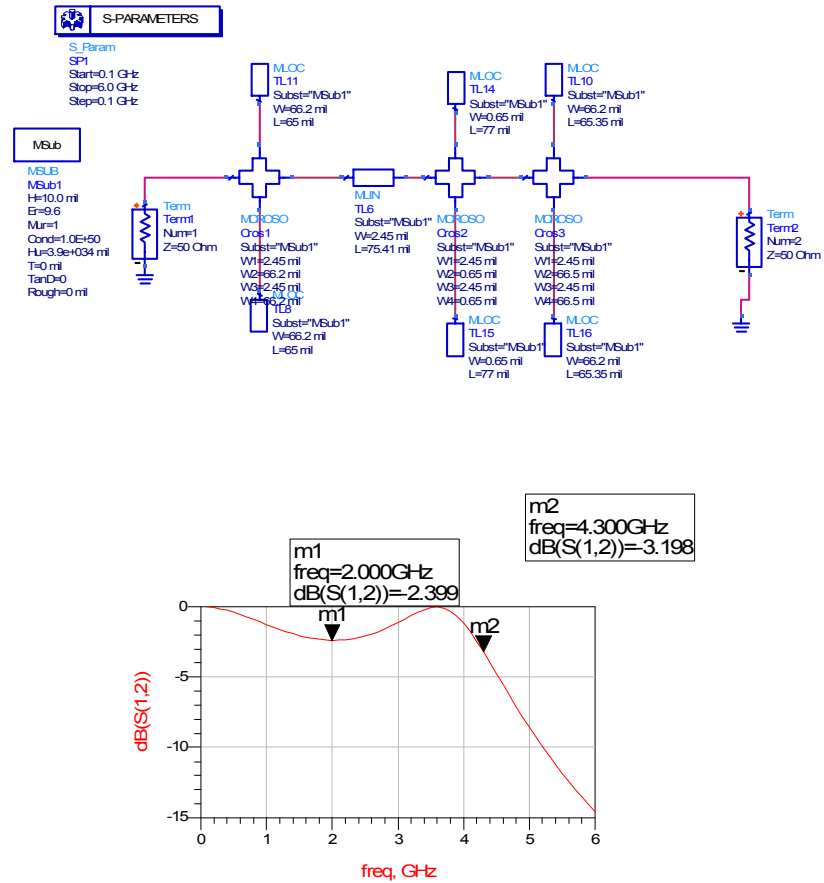 S-PARAMETERS
S_Param
SP1
Start=0.1 GHz
Stop=6.0 GHz
Step=0.1 GHz
MSub
MSUB
MSub1
H=10.0 mil
Er=9.6
Mur=1
Cond=1.0E+50
Hu=3.9e+034 mil
T=0 mil
TanD=0
Rough=0 mil
Term
Term1
Num=1
Z=50 Ohm
MLOC
TL11
Subst="MSub1"
W=66.2 mil
L=65 mil
MCROSO
Cros1
Subst="MSub1"
W1=2.45 mil
W2=66.2 mil
W3=2.45 mil
W4=66.2 mil
MLOC
TL8
Subst="MSub1"
W=66.2 mil
L=65 mil
MLIN
TL6
Subst="MSub1"
W=2.45 mil
L=75.41 mil
MLOC
TL14
Subst="MSub1"
W=0.65 mil
L=77 mil
MCROSO
Cros2
Subst="MSub1"
W1=2.45 mil
W2=0.65 mil
W3=2.45 mil
W4=0.65 mil
MLOC
TL15
Subst="MSub1"
W=0.65 mil
L=77 mil
MLOC
TL10
Subst="MSub1"
W=66.2 mil
L=65.35 mil
MCROSO
Cros3
Subst="MSub1"
W1=2.45 mil
W2=66.5 mil
W3=2.45 mil
W4=66.5 mil
MLOC
TL16
Subst="MSub1"
W=66.2 mil
L=65.35 mil
Term
Term2
Num=2
Z=50 Ohm
m2
freq=4.300GHz
dB(S(1,2))=-3.198
m1
freq=2.000GHz
dB(S(1,2))=-2.399
m1
m2
0
-5
-10
-15
dB(S(1,2))
0 1 2 3 4 5 6
freq, GHz